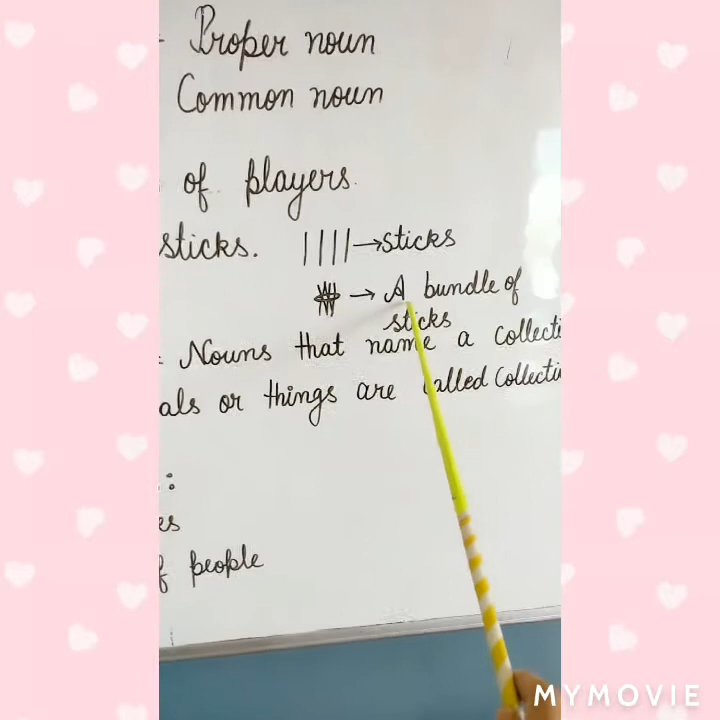 Proper noun
Common noun
of players.
sticks. → sticks
→ A bundle of
sticks
= Nouns that name a collecti
als or things are called Collecti
:
es
f people
MYMOVIE